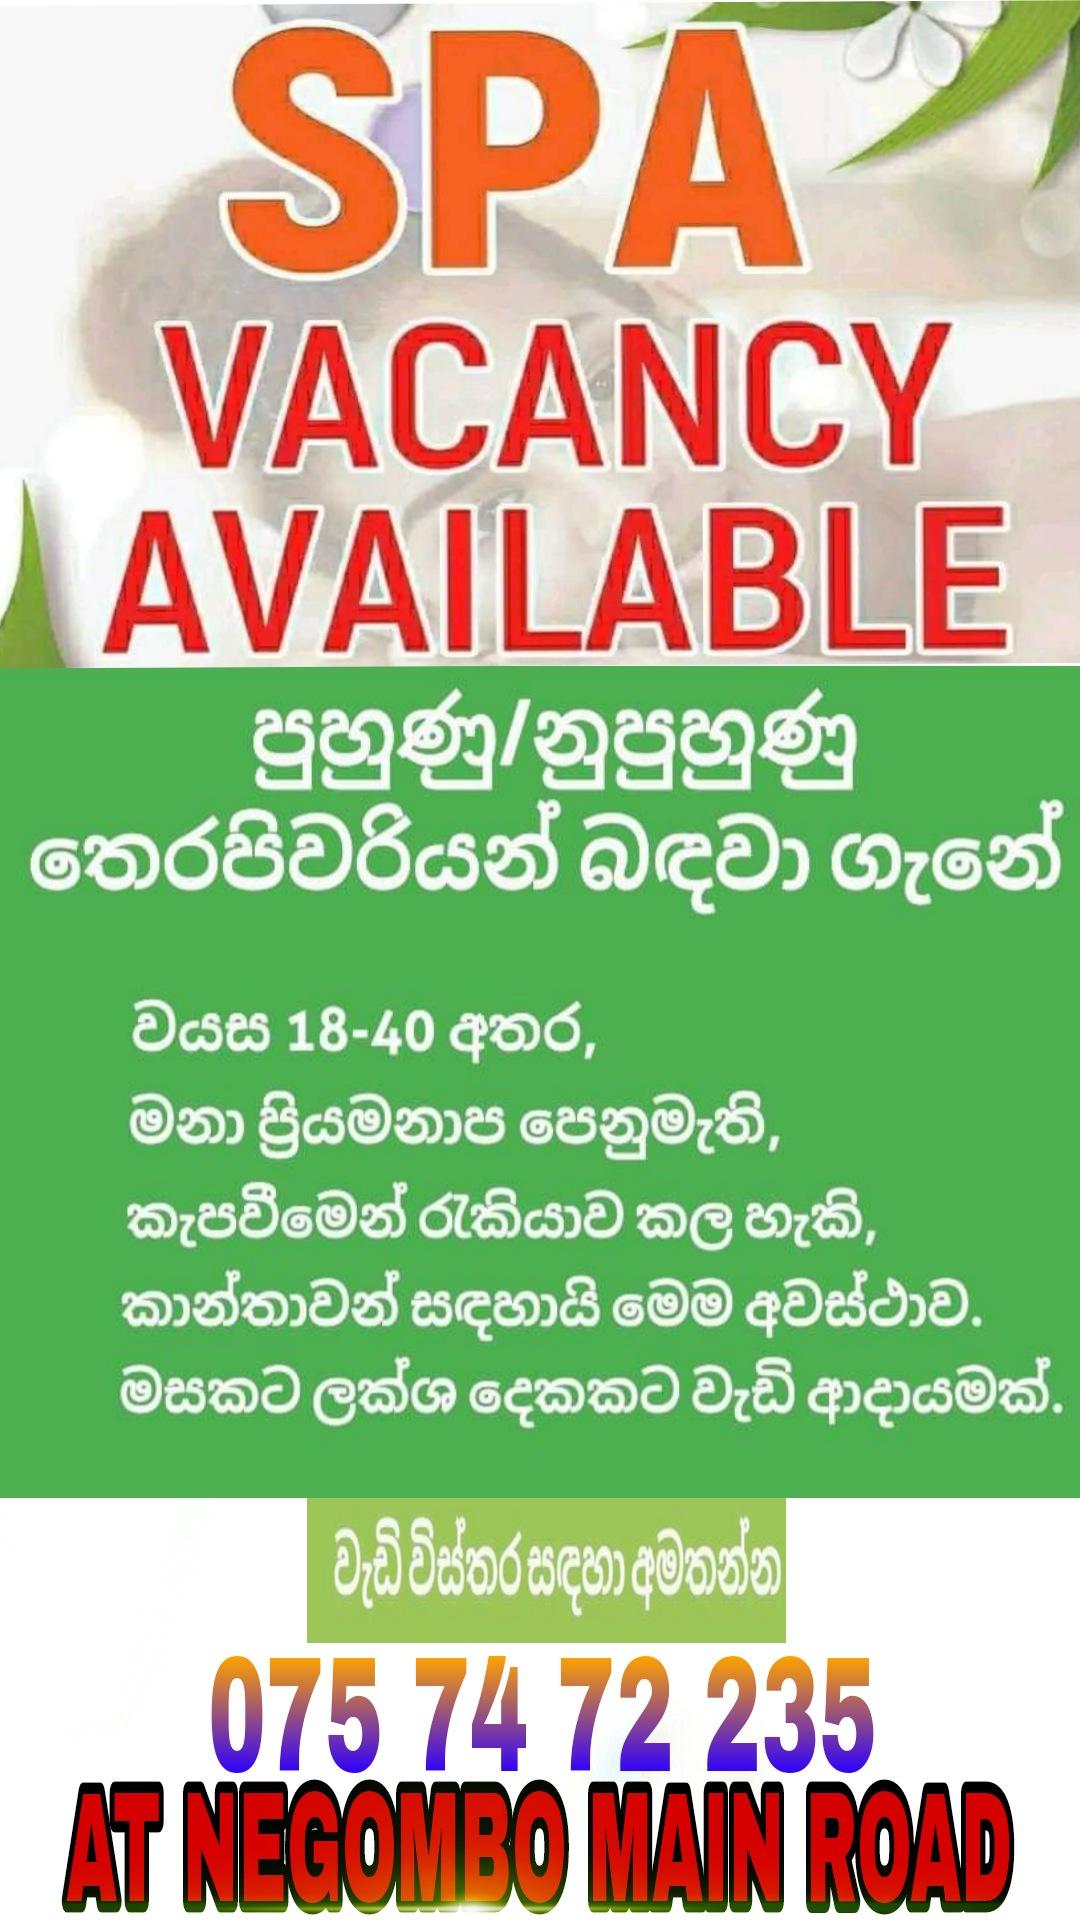 SPA
VACANCY
AVAILABLE
පුහුණු/නුපුහුණු
තෙරපිවරියන් බඳවා ගැනේ
වයස 18-40 අතර,
මනා ප්‍රියමනාප පෙනුමැති,
කැපවීමෙන් රැකියාව කල හැකි,
කාන්තාවන් සඳහායි මෙම අවස්ථාව.
මසකට ලක්ශ දෙකකට වැඩි ආදායමක්.
වැඩි විස්තර සඳහා අමතන්න
075 74 72 235
AT NEGOMBO MAIN ROAD